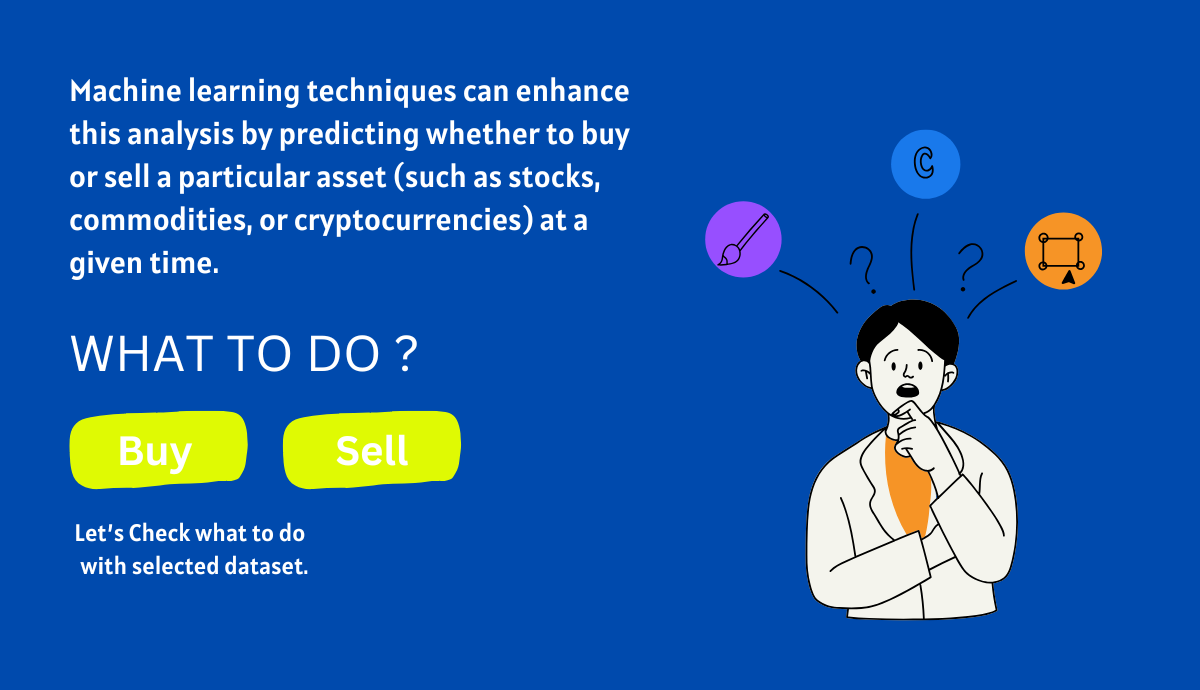 Machine learning techniques can enhance
this analysis by predicting whether to buy
or sell a particular asset (such as stocks,
commodities, or cryptocurrencies) at a
given time.
WHAT TO DO ?
Buy
Sell
Let's Check what to do
with selected dataset.
C
? ?